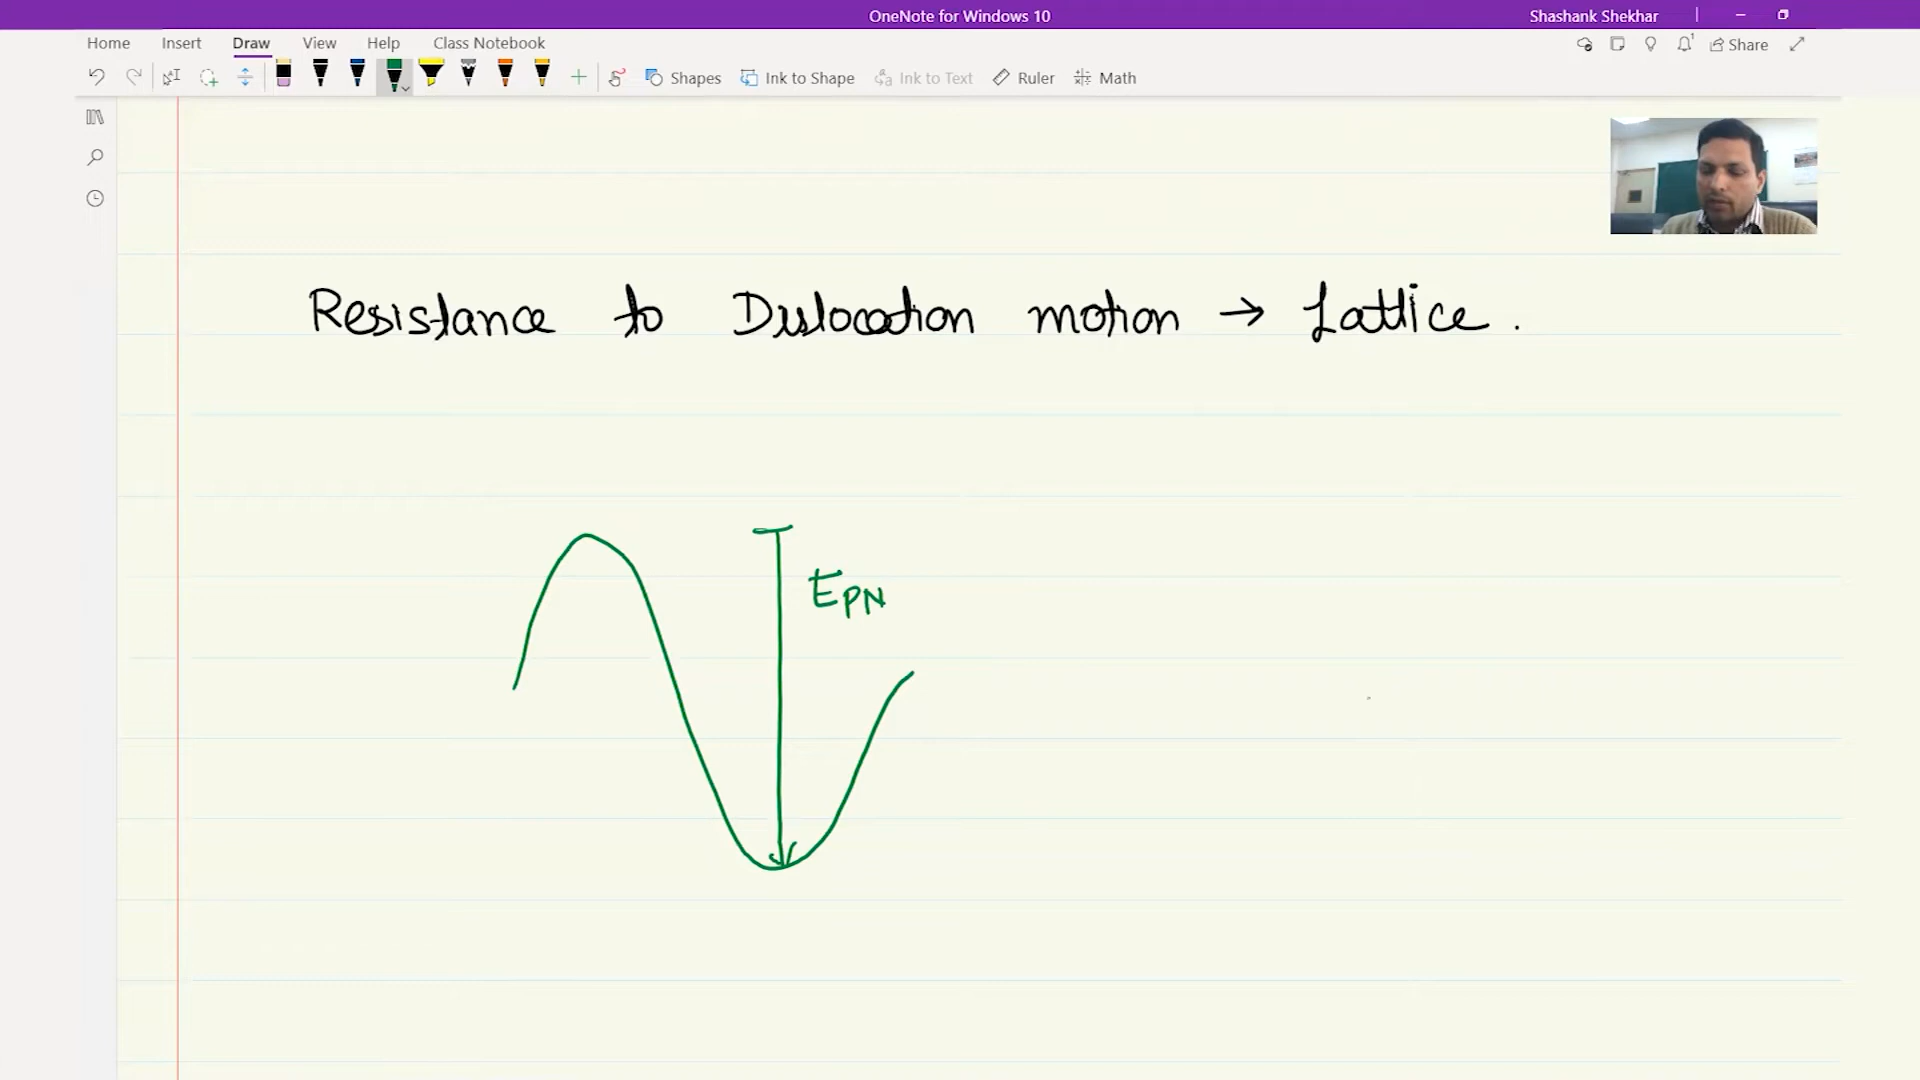 OneNote for Windows 10
Shashank Shekhar
Home Insert Draw View Help Class Notebook
Share
Shapes Ink to Shape Ink to Text Ruler Math
Resistance to Dislocation motion → Lattice.
EPN